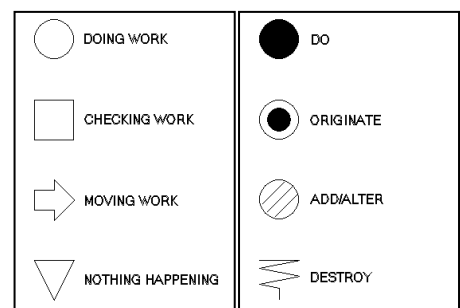 DOING WORK
CHECKING WORK
MOVING WORK
NOTHING HAPPENING
DO
ORIGINATE
ADD/ALTER
DESTROY